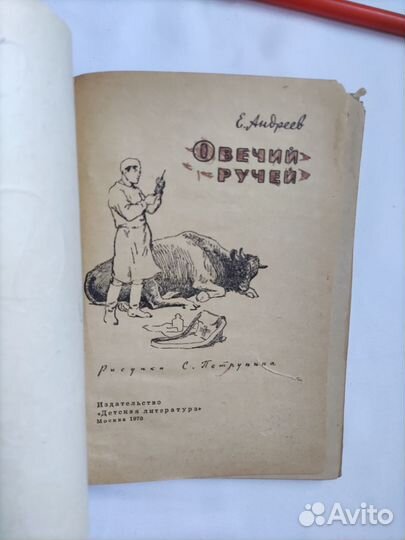 Е. Андреев
ОВЕЧИЙ
РУЧЕЙ
Рисунки С. Петрунина
Издательство
«Детская литература»
Москва 1970
Avito